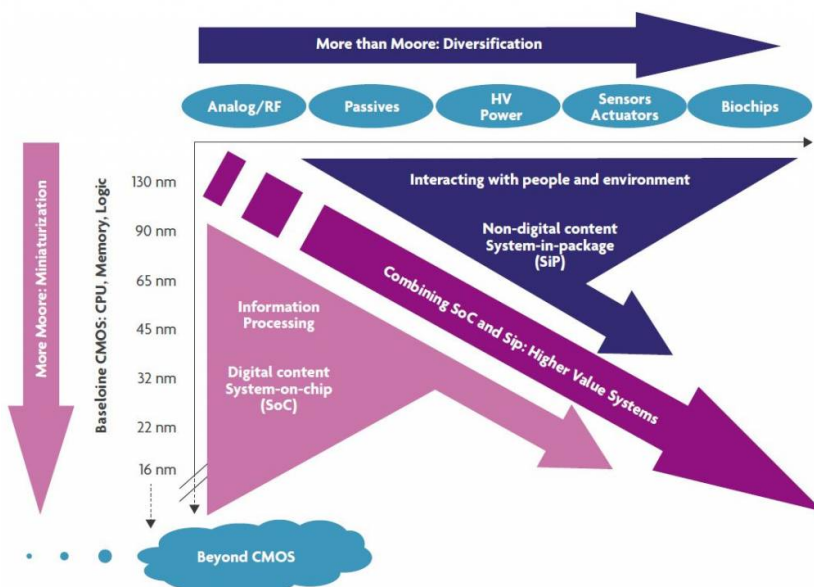 More than Moore: Diversification
Analog/RF
Passives
HV
Power
Sensors
Actuators
Biochips
More Moore: Miniaturization
Baseloine CMOS: CPU, Memory, Logic
130 nm
90 nm
65 nm
45 nm
32 nm
22 nm
16 nm
Interacting with people and environment
Non-digital content
System-in-package
(SiP)
Combining SoC and Sip: Higher Value Systems
Information
Processing
Digital content
System-on-chip
(SoC)
Beyond CMOS